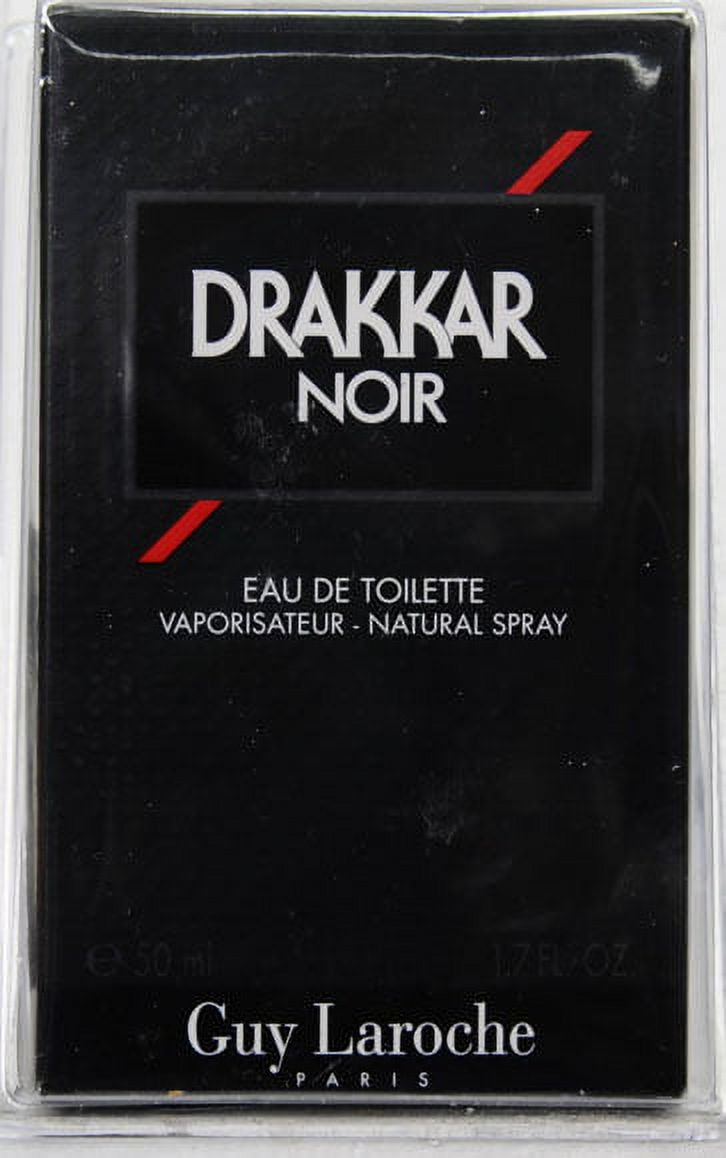 DRAKKAR
NOIR
EAU DE TOILETTE
VAPORISATEUR - NATURAL SPRAY
℮ 50 ml 1.7 FL. OZ.
Guy Laroche
PARIS